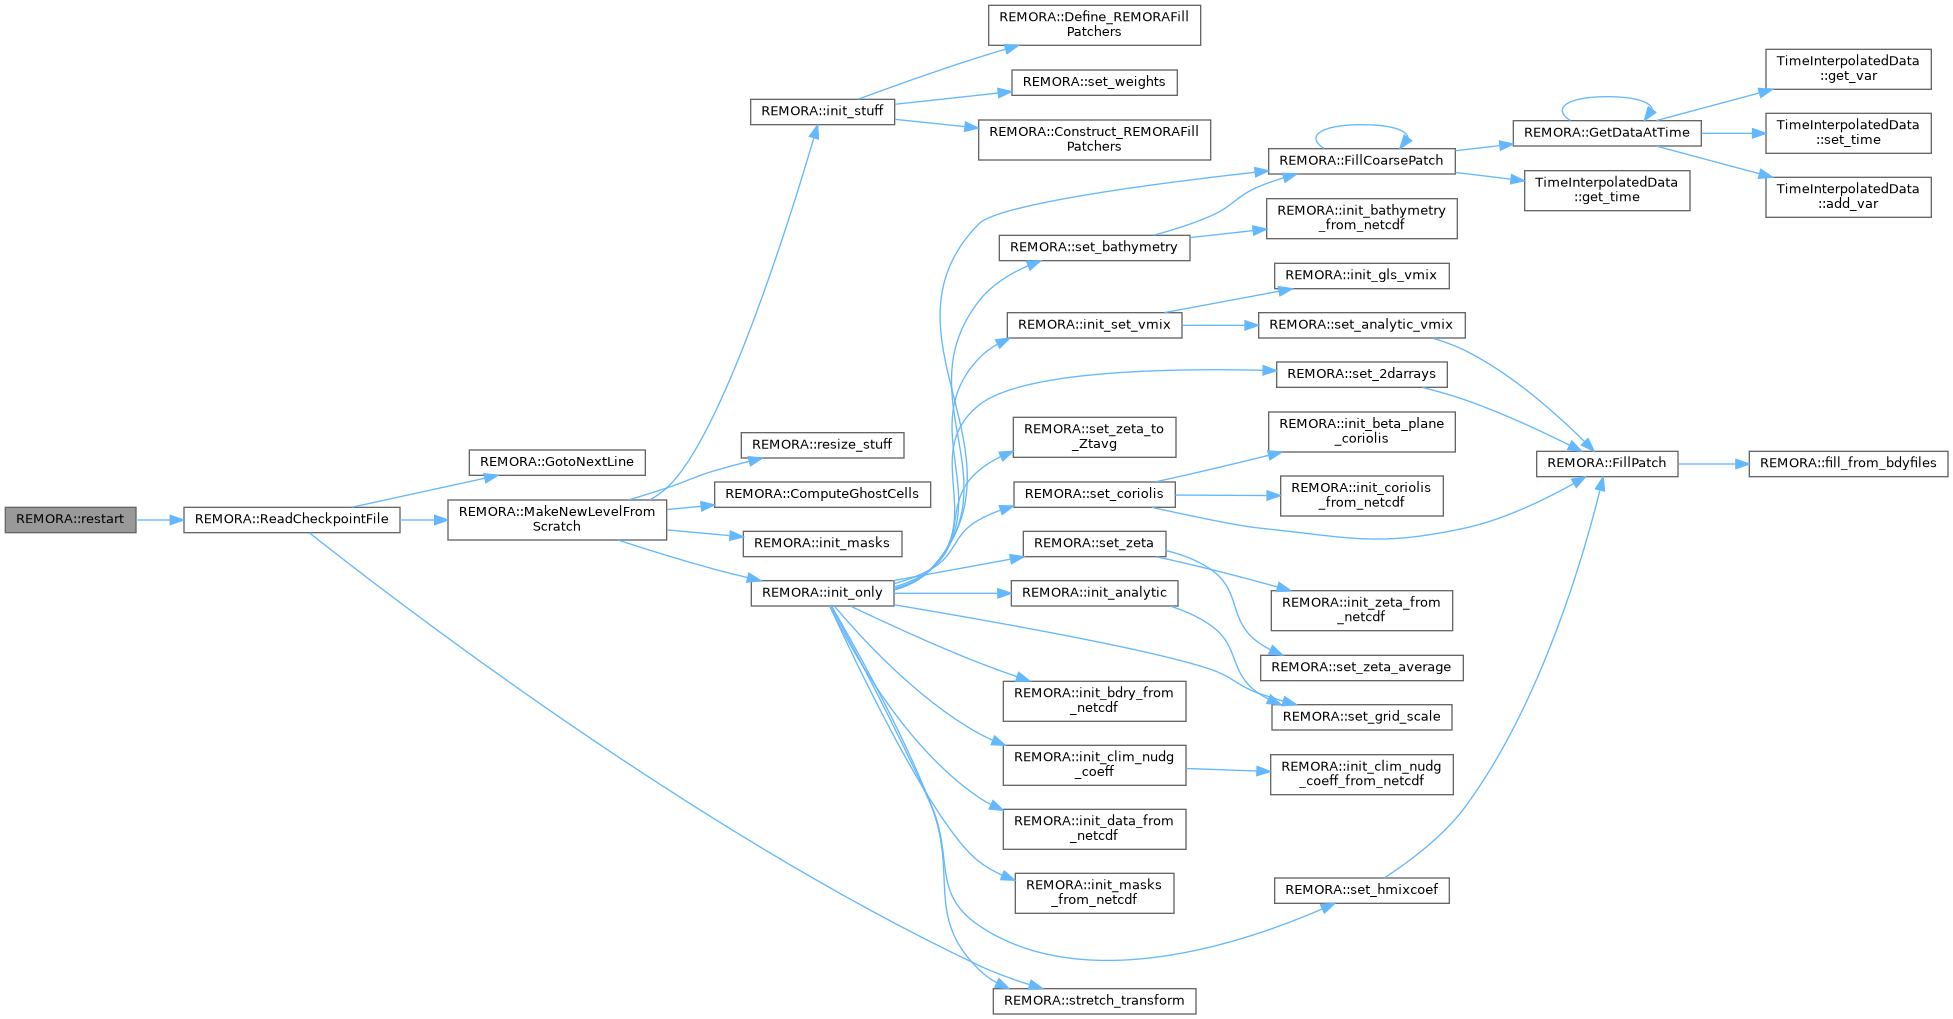 REMORA::restart
REMORA::ReadCheckpointFile
REMORA::GotoNextLine
REMORA::MakeNewLevelFrom
Scratch
REMORA::init_stuff
REMORA::resize_stuff
REMORA::ComputeGhostCells
REMORA::init_masks
REMORA::init_only
REMORA::Define_REMORAFill
Patchers
REMORA::set_weights
REMORA::Construct_REMORAFill
Patchers
REMORA::set_bathymetry
REMORA::init_set_vmix
REMORA::set_zeta_to
_Ztavg
REMORA::set_coriolis
REMORA::set_zeta
REMORA::init_analytic
REMORA::init_bdry_from
_netcdf
REMORA::init_clim_nudg
_coeff
REMORA::init_data_from
_netcdf
REMORA::init_masks
_from_netcdf
REMORA::stretch_transform
REMORA::FillCoarsePatch
REMORA::init_bathymetry
_from_netcdf
REMORA::init_gls_vmix
REMORA::set_analytic_vmix
REMORA::set_2darrays
REMORA::init_beta_plane
_coriolis
REMORA::init_coriolis
_from_netcdf
REMORA::init_zeta_from
_netcdf
REMORA::set_zeta_average
REMORA::set_grid_scale
REMORA::init_clim_nudg
_coeff_from_netcdf
REMORA::set_hmixcoef
REMORA::GetDataAtTime
TimeInterpolatedData
::get_time
REMORA::FillPatch
TimeInterpolatedData
::get_var
TimeInterpolatedData
::set_time
TimeInterpolatedData
::add_var
REMORA::fill_from_bdyfiles